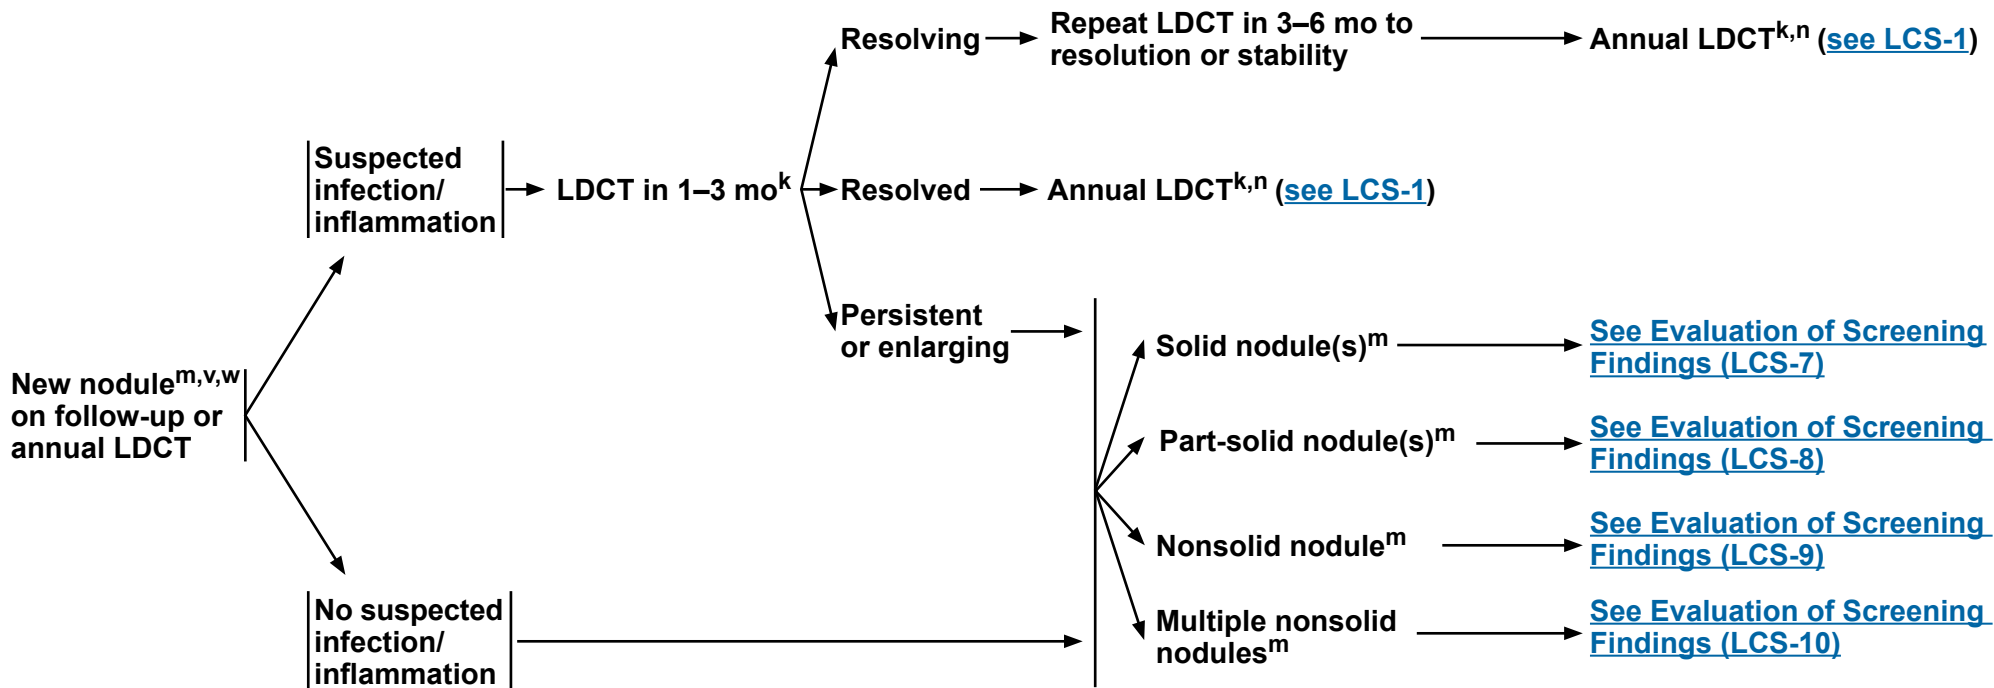 Resolving
Repeat LDCT in 3–6 mo to
resolution or stability
Annual LDCTk,n (see LCS-1)
Suspected
infection/
inflammation
LDCT in 1–3 mok
Resolved
Annual LDCTk,n (see LCS-1)
Persistent
or enlarging
New nodulem,v,w
on follow-up or
annual LDCT
Solid nodule(s)m
See Evaluation of Screening
Findings (LCS-7)
Part-solid nodule(s)m
See Evaluation of Screening
Findings (LCS-8)
Nonsolid nodulem
See Evaluation of Screening
Findings (LCS-9)
No suspected
infection/
inflammation
Multiple nonsolid
nodulesm
See Evaluation of Screening
Findings (LCS-10)